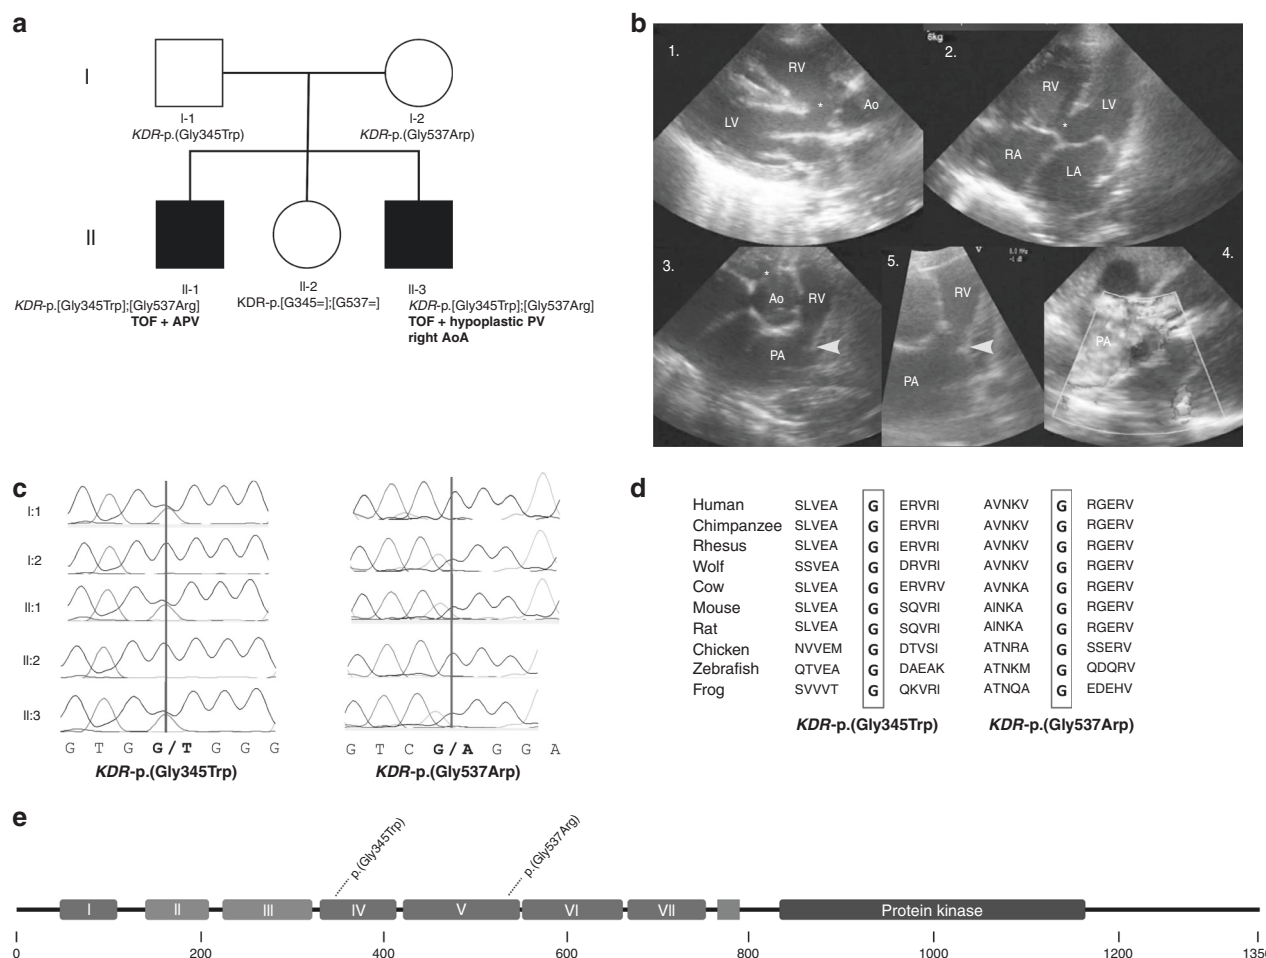 a
I
I-1
KDR-p.(Gly345Trp)
I-2
KDR-p.(Gly537Arp)
II
II-1
KDR-p.[Gly345Trp];[Gly537Arg]
TOF + APV
II-2
KDR-p.[G345=];[G537=]
II-3
KDR-p.[Gly345Trp];[Gly537Arg]
TOF + hypoplastic PV
right AoA
b
1.
RV
*
Ao
LV
6kg
2.
RV
LV
*
RA
LA
3.
*
Ao
RV
PA
5.
RV
PA
4.
PA
c
I:1
I:2
II:1
II:2
II:3
G T G G / T G G G
KDR-p.(Gly345Trp)
G T C G / A G G A
KDR-p.(Gly537Arp)
d
Human SLVEA G ERVRI AVNKV G RGERV
Chimpanzee SLVEA G ERVRI AVNKV G RGERV
Rhesus SLVEA G ERVRI AVNKV G RGERV
Wolf SSVEA G DRVRI AVNKV G RGERV
Cow SLVEA G ERVRV AVNKA G RGERV
Mouse SLVEA G SQVRI AINKA G RGERV
Rat SLVEA G SQVRI AINKA G RGERV
Chicken NVVEM G DTVSI ATNRA G SSERV
Zebrafish QTVEA G DAEAK ATNKM G QDQRV
Frog SVVVT G QKVRI ATNQA G EDEHV
KDR-p.(Gly345Trp) KDR-p.(Gly537Arp)
e
p.(Gly345Trp)
p.(Gly537Arg)
I II III IV V VI VII Protein kinase
0 200 400 600 800 1000 1200 1350